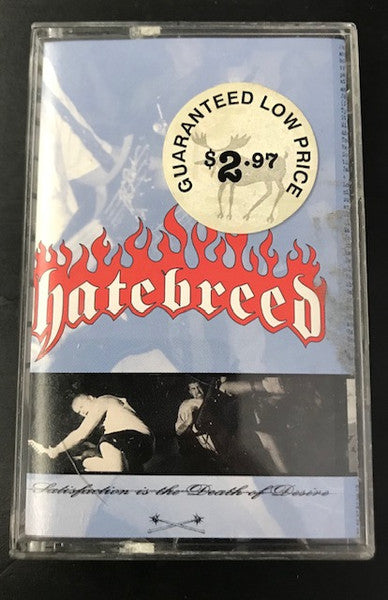 GUARANTEED LOW PRICE
$2.97
hatebreed
Satisfaction is the Death of Desire